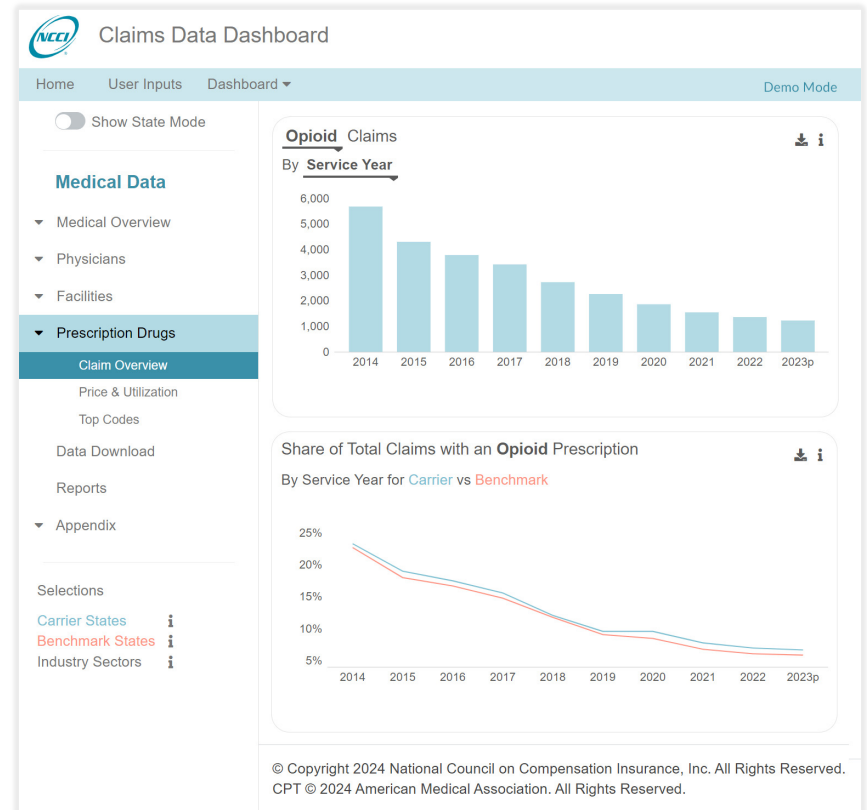 NCCI
Claims Data Dashboard
Home User Inputs Dashboard
Demo Mode
Show State Mode
Medical Data
Medical Overview
Physicians
Facilities
Prescription Drugs
Claim Overview
Price & Utilization
Top Codes
Data Download
Reports
Appendix
Selections
Carrier States
Benchmark States
Industry Sectors
Opioid Claims
By Service Year
6,000
5,000
4,000
3,000
2,000
1,000
0
2014 2015 2016 2017 2018 2019 2020 2021 2022 2023p
Share of Total Claims with an Opioid Prescription
By Service Year for Carrier vs Benchmark
25%
20%
15%
10%
5%
2014 2015 2016 2017 2018 2019 2020 2021 2022 2023p
© Copyright 2024 National Council on Compensation Insurance, Inc. All Rights Reserved.
CPT © 2024 American Medical Association. All Rights Reserved.